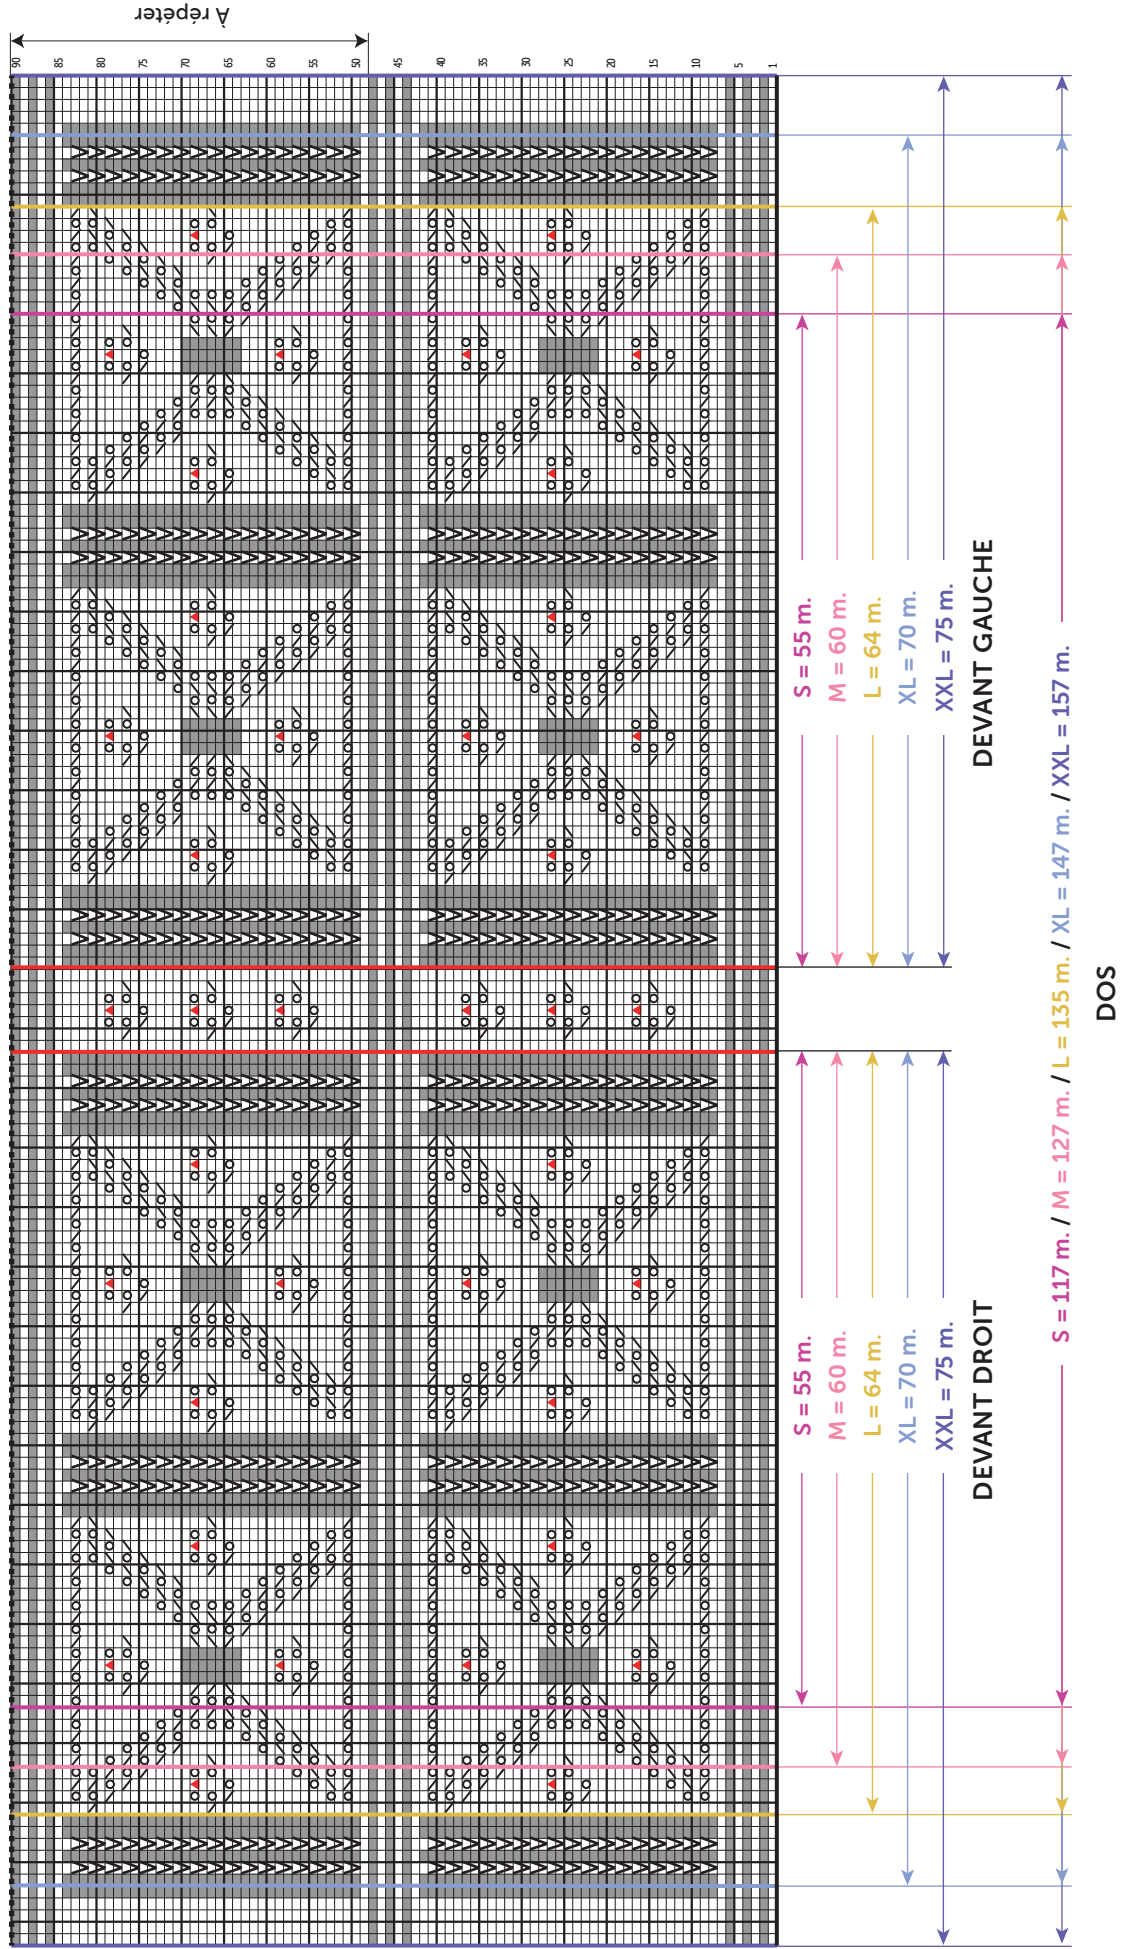 À répéter
90
85
80
75
70
65
60
55
50
45
40
35
30
25
20
15
10
5
1
S = 55 m.
M = 60 m.
L = 64 m.
XL = 70 m.
XXL = 75 m.
DEVANT GAUCHE
S = 55 m.
M = 60 m.
L = 64 m.
XL = 70 m.
XXL = 75 m.
DEVANT DROIT
S = 117 m. / M = 127 m. / L = 135 m. / XL = 147 m. / XXL = 157 m.
DOS